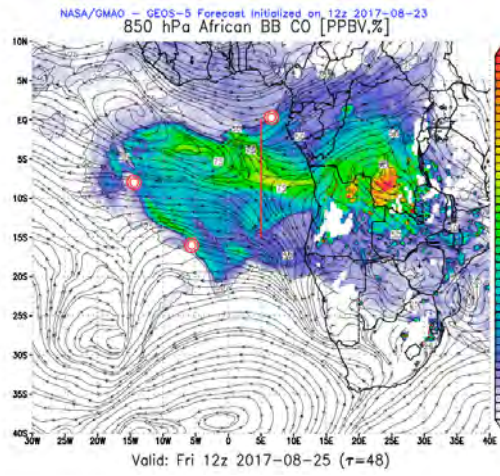 NASA/GMAO - GEOS-5 Forecast Initialized on 12z 2017-08-23
850 hPa African BB CO [PPBV,%]
10N
5N
EQ
5S
10S
15S
20S
25S
30S
35S
40S
30W 25W 20W 15W 10W 5W 0 5E 10E 15E 20E 25E 30E 35E 40E
Valid: Fri 12z 2017-08-25 (τ=48)